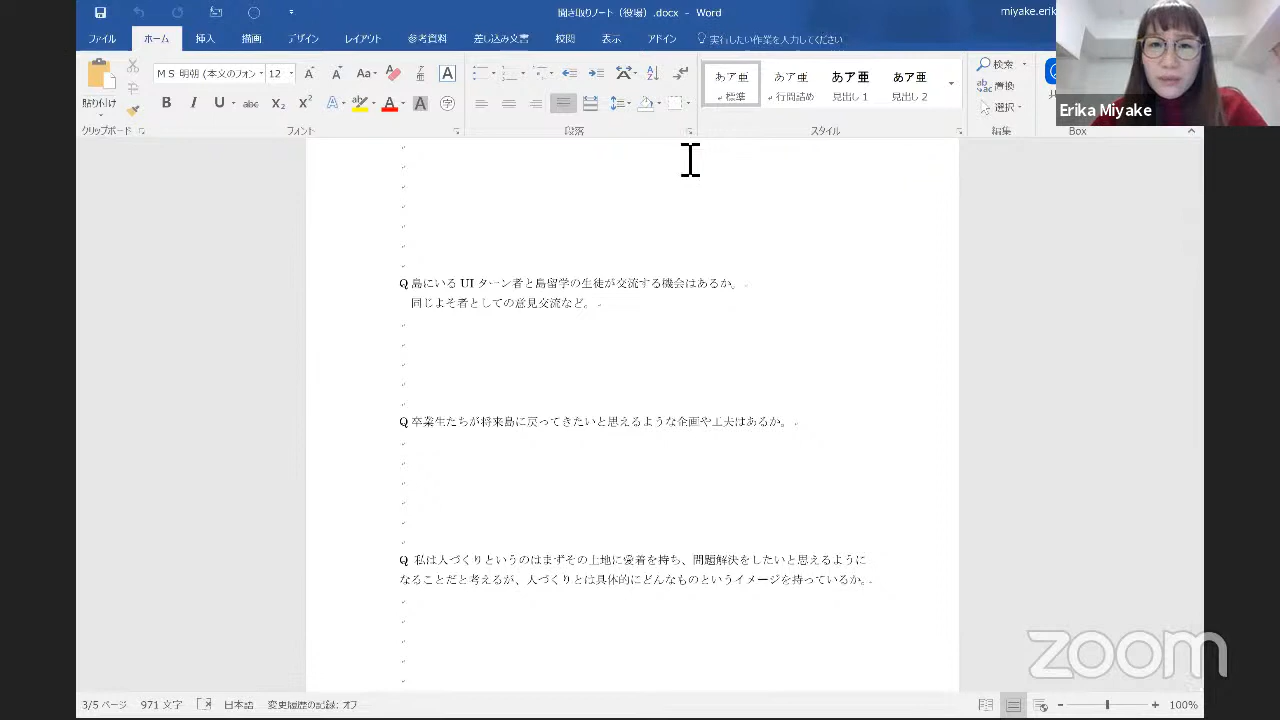 聞き取りノート（役場）.docx - Word
miyake.erik
ファイル ホーム 挿入 描画 デザイン レイアウト 参考資料 差し込み文書 校閲 表示 アドイン 実行したい作業を入力してください
貼り付け
ＭＳ 明朝 (本文のフォン 12
あア亜 標準
あア亜 行間詰め
あア亜 見出し 1
あア亜 見出し 2
検索
置換
選択
クリップボード フォント 段落 スタイル 編集 Box
Erika Miyake
Q 島にいる UI ターン者と島留学の生徒が交流する機会はあるか。
同じよそ者としての意見交流など。
Q 卒業生たちが将来島に戻ってきたいと思えるような企画や工夫はあるか。
Q 私は人づくりというのはまずその土地に愛着を持ち、問題解決をしたいと思えるように
なることだと考えるが、人づくりとは具体的にどんなものというイメージを持っているか。
zoom
3/5 ページ 971 文字 日本語 変更履歴の記録: オフ 100%